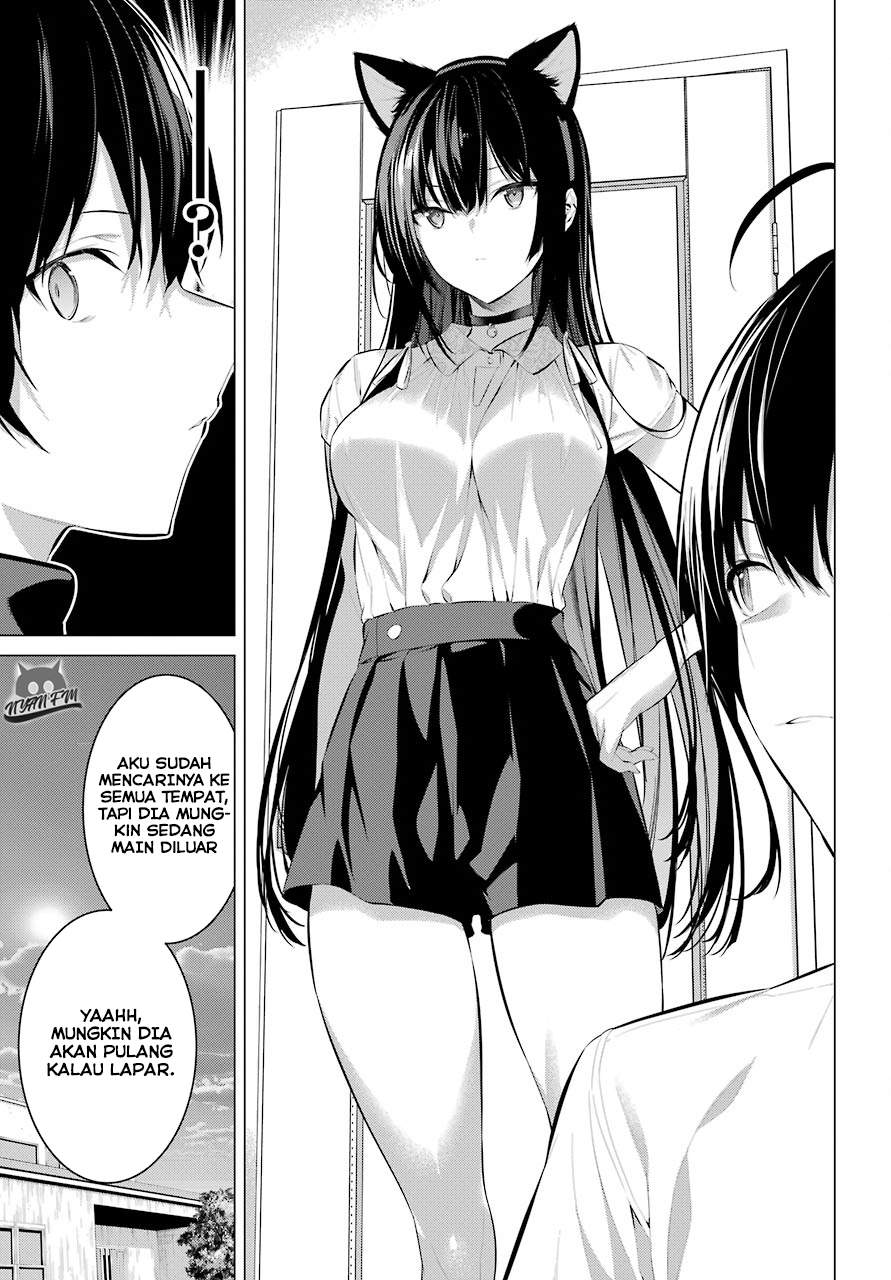 !?
NYAN FM
AKU SUDAH
MENCARINYA KE
SEMUA TEMPAT,
TAPI DIA MUNG-
KIN SEDANG
MAIN DILUAR
YAAHH,
MUNGKIN DIA
AKAN PULANG
KALAU LAPAR.